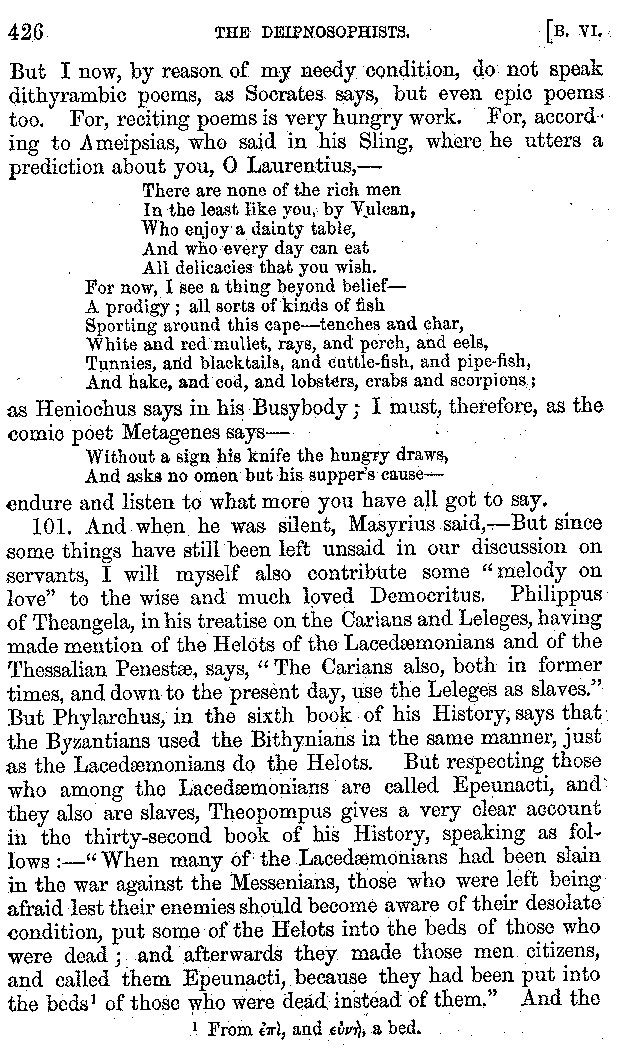 426 THE DEIPNOSOPHISTS. [B. VI.
But I now, by reason of my needy condition, do not speak
dithyrambic poems, as Socrates says, but even epic poems
too. For, reciting poems is very hungry work. For, accord-
ing to Ameipsias, who said in his Sling, where he utters a
prediction about you, O Laurentius,—
There are none of the rich men
In the least like you, by Vulcan,
Who enjoy a dainty table,
And who every day can eat
All delicacies that you wish.
For now, I see a thing beyond belief—
A prodigy; all sorts of kinds of fish
Sporting around this cape—tenches and char,
White and red mullet, rays, and perch, and eels,
Tunnies, and blacktails, and cuttle-fish, and pipe-fish,
And hake, and cod, and lobsters, crabs and scorpions;
as Heniochus says in his Busybody; I must, therefore, as the
comic poet Metagenes says—
Without a sign his knife the hungry draws,
And asks no omen but his supper's cause—
endure and listen to what more you have all got to say.
101. And when he was silent, Masyrius said,—But since
some things have still been left unsaid in our discussion on
servants, I will myself also contribute some "melody on
love" to the wise and much loved Democritus. Philippus
of Theangela, in his treatise on the Carians and Leleges, having
made mention of the Helots of the Lacedæmonians and of the
Thessalian Penestæ, says, "The Carians also, both in former
times, and down to the present day, use the Leleges as slaves."
But Phylarchus, in the sixth book of his History, says that
the Byzantians used the Bithynians in the same manner, just
as the Lacedæmonians do the Helots. But respecting those
who among the Lacedæmonians are called Epeunacti, and
they also are slaves, Theopompus gives a very clear account
in the thirty-second book of his History, speaking as fol-
lows:—"When many of the Lacedæmonians had been slain
in the war against the Messenians, those who were left being
afraid lest their enemies should become aware of their desolate
condition, put some of the Helots into the beds of those who
were dead; and afterwards they made those men citizens,
and called them Epeunacti, because they had been put into
the beds¹ of those who were dead instead of them." And the
¹ From ἐπὶ, and εὐνὴ, a bed.